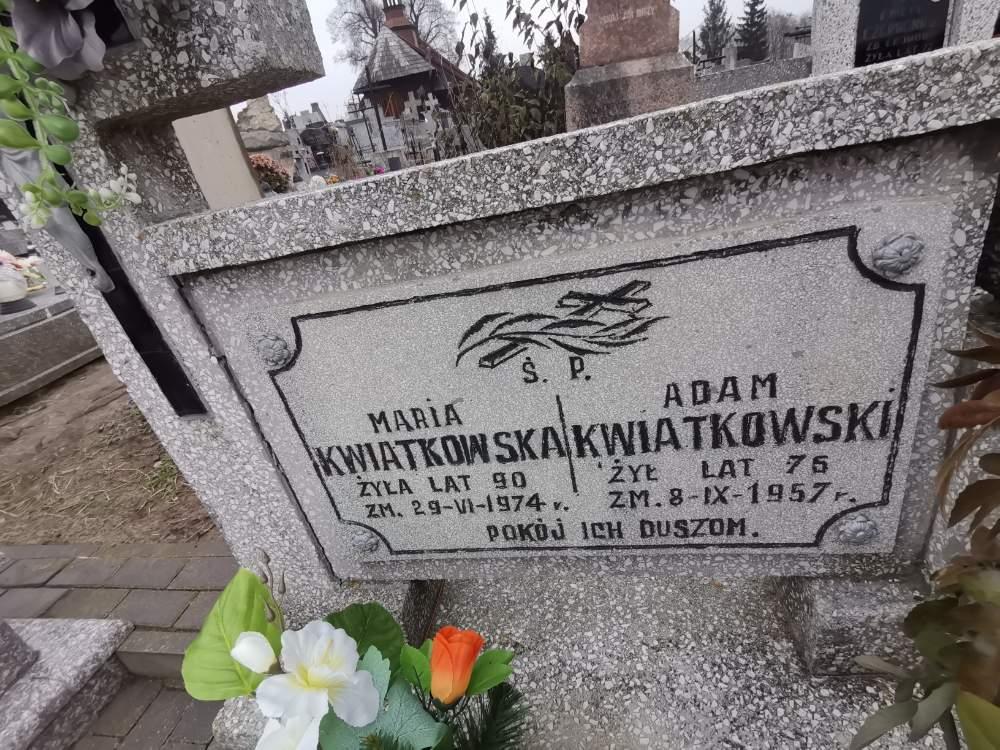 Ś. P.
MARIA
KWIATKOWSKA
ŻYŁA LAT 90
ZM. 29-VI-1974 r.
ADAM
KWIATKOWSKI
ŻYŁ LAT 76
ZM. 8-IX-1957 r.
POKÓJ ICH DUSZOM.